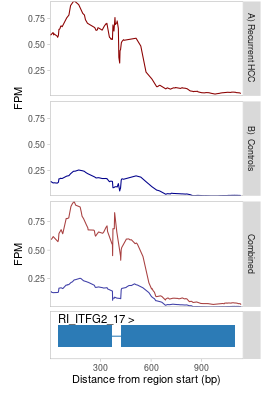 0.75
0.50
0.25
FPM
A) Recurrent HCC
0.75
0.50
0.25
B) Controls
0.75
0.50
0.25
FPM
Combined
RI_ITFG2_17 >
300
600
900
Distance from region start (bp)